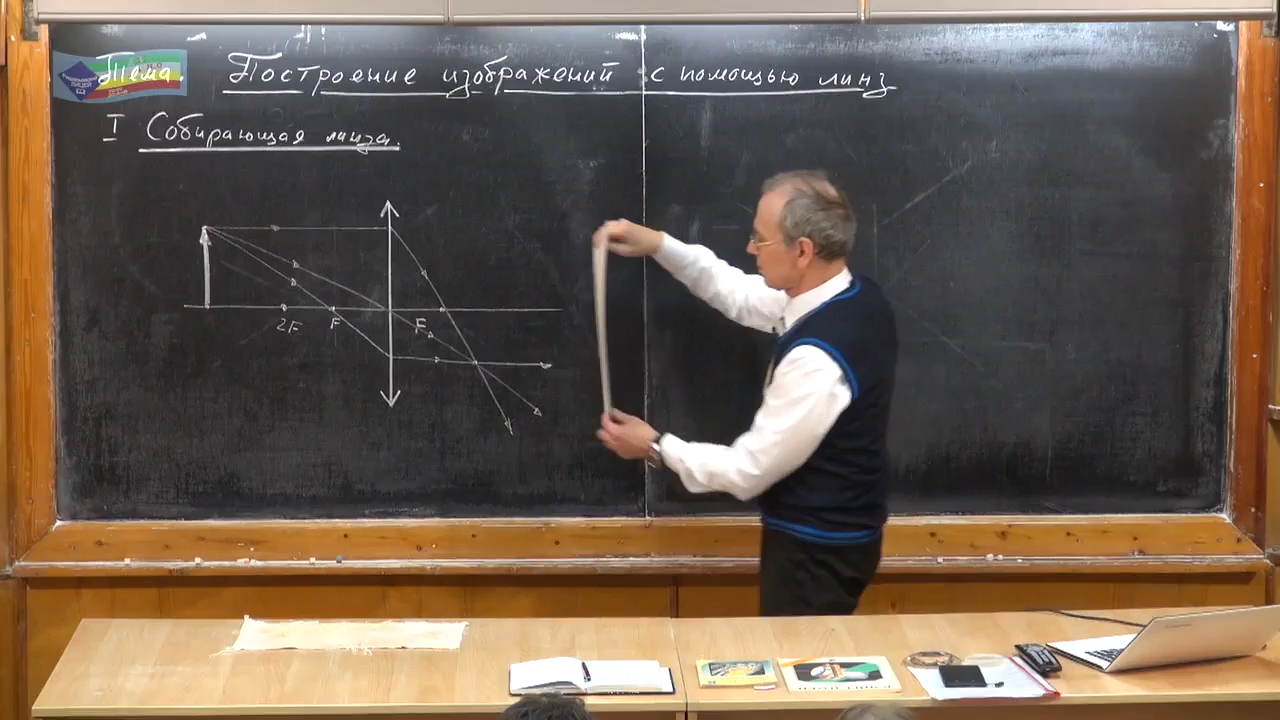 Тема. Построение изображений с помощью линз
I Собирающая линза.
2F F F